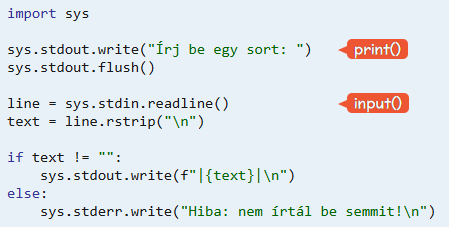 import sys
sys.stdout.write("Írj be egy sort: ") print()
sys.stdout.flush()
line = sys.stdin.readline() input()
text = line.rstrip("\n")
if text != "":
    sys.stdout.write(f"|{text}|\n")
else:
    sys.stderr.write("Hiba: nem írtál be semmit!\n")